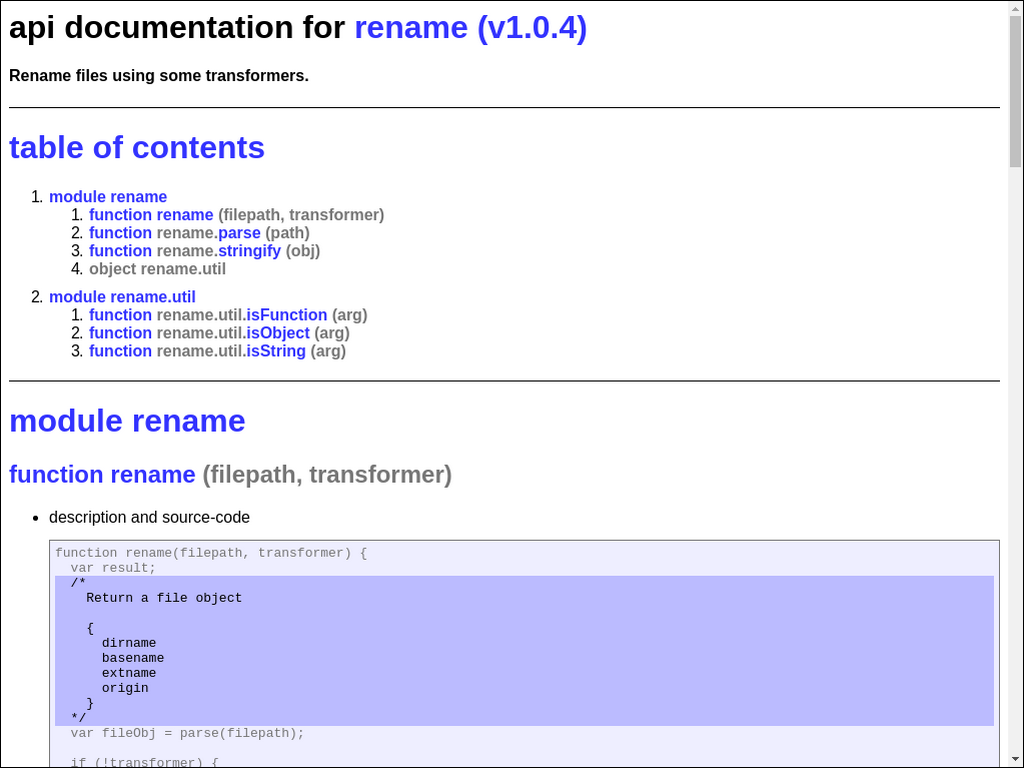 api documentation for rename (v1.0.4)
Rename files using some transformers.
table of contents
1. module rename
1. function rename (filepath, transformer)
2. function rename.parse (path)
3. function rename.stringify (obj)
4. object rename.util
2. module rename.util
1. function rename.util.isFunction (arg)
2. function rename.util.isObject (arg)
3. function rename.util.isString (arg)
module rename
function rename (filepath, transformer)
• description and source-code
function rename(filepath, transformer) {
  var result;
  /*
    Return a file object
    {
      dirname
      basename
      extname
      origin
    }
  */
  var fileObj = parse(filepath);
  if (!transformer) {